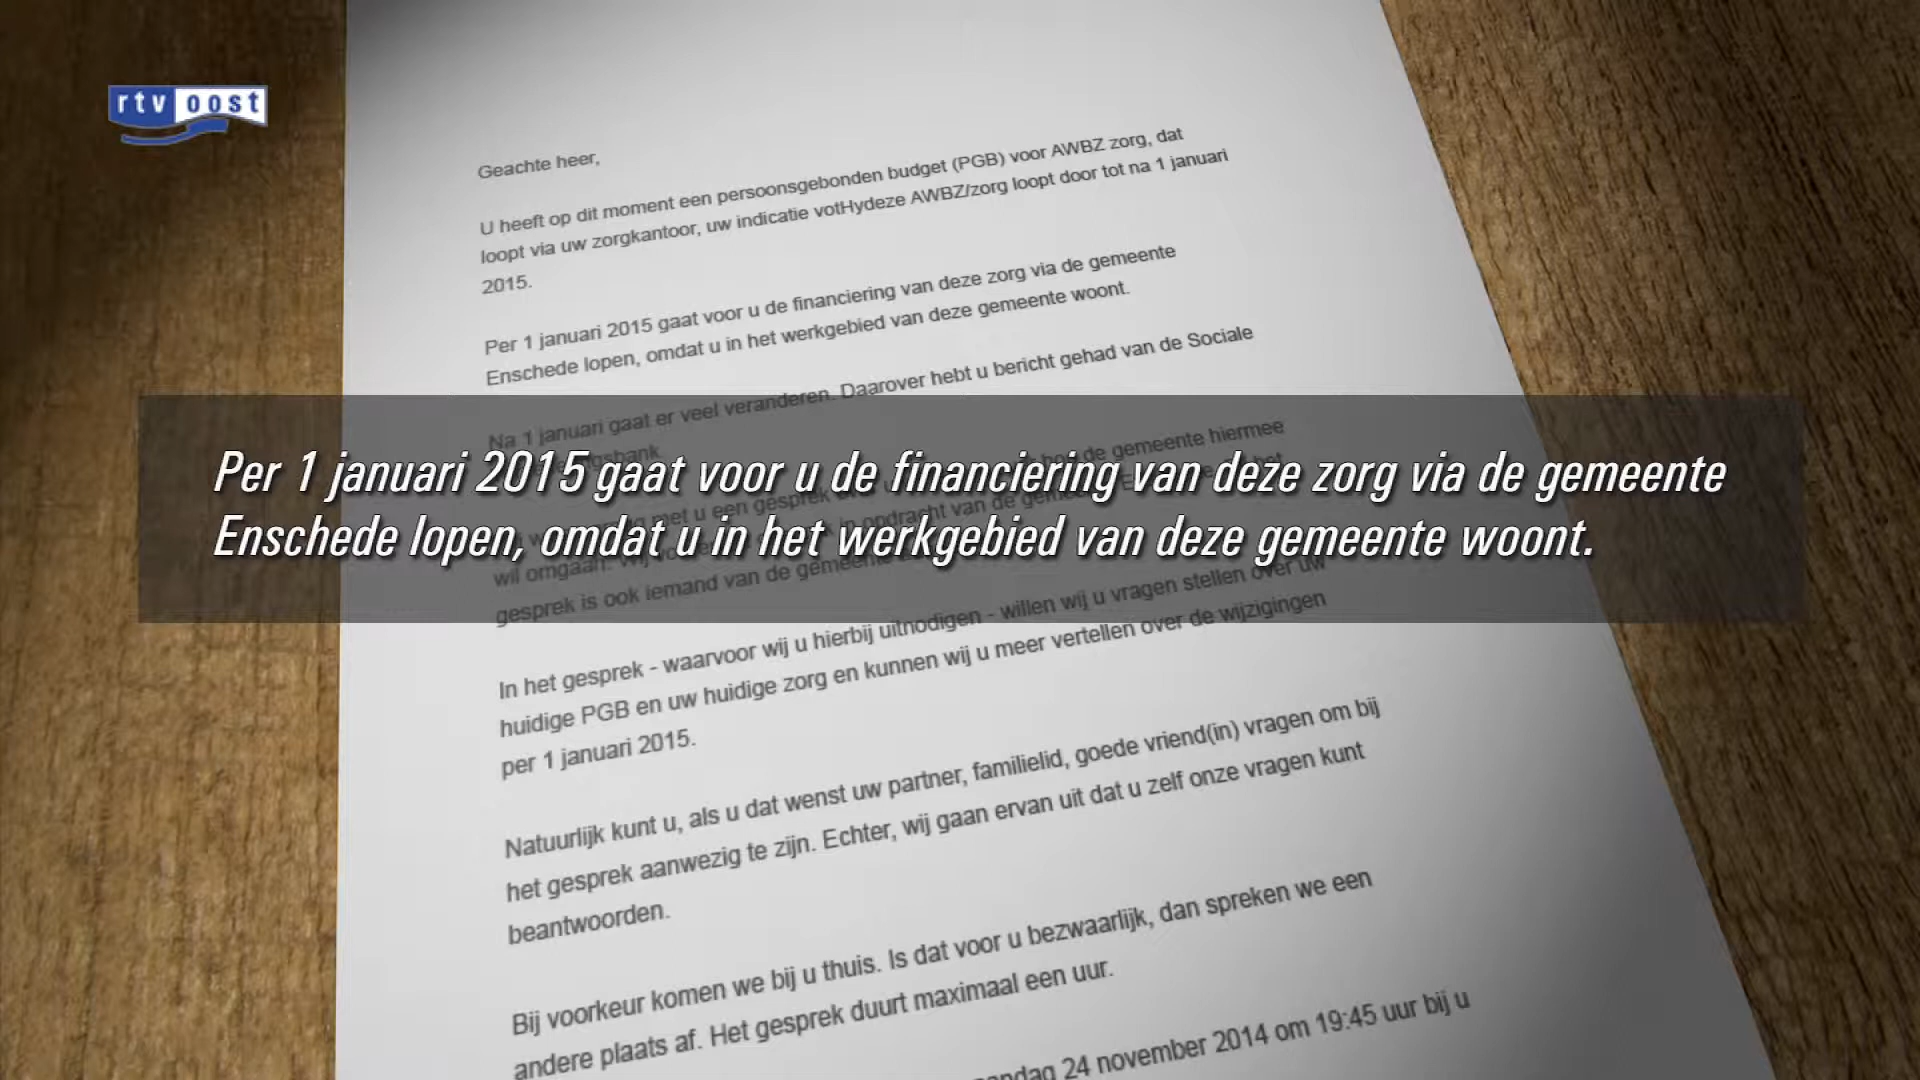 rtv oost
Geachte heer,
U heeft op dit moment een persoonsgebonden budget (PGB) voor AWBZ zorg, dat
loopt via uw zorgkantoor, uw indicatie votHydeze AWBZ/zorg loopt door tot na 1 januari
2015.
Per 1 januari 2015 gaat voor u de financiering van deze zorg via de gemeente
Enschede lopen, omdat u in het werkgebied van deze gemeente woont.
Na 1 januari gaat er veel veranderen. Daarover hebt u bericht gehad van de Sociale
Per 1 januari 2015 gaat voor u de financiering van deze zorg via de gemeente
Enschede lopen, omdat u in het werkgebied van deze gemeente woont.
de gemeente hiermee
met u een gesprek
wil omgaan. in opdracht van de
gesprek is ook iemand van de gemeente
In het gesprek - waarvoor wij u hierbij uitnodigen - willen wij u vragen stellen over uw
huidige PGB en uw huidige zorg en kunnen wij u meer vertellen over de wijzigingen
per 1 januari 2015.
Natuurlijk kunt u, als u dat wenst uw partner, familielid, goede vriend(in) vragen om bij
het gesprek aanwezig te zijn. Echter, wij gaan ervan uit dat u zelf onze vragen kunt
beantwoorden.
Bij voorkeur komen we bij u thuis. Is dat voor u bezwaarlijk, dan spreken we een
andere plaats af. Het gesprek duurt maximaal een uur.
24 november 2014 om 19:45 uur bij u